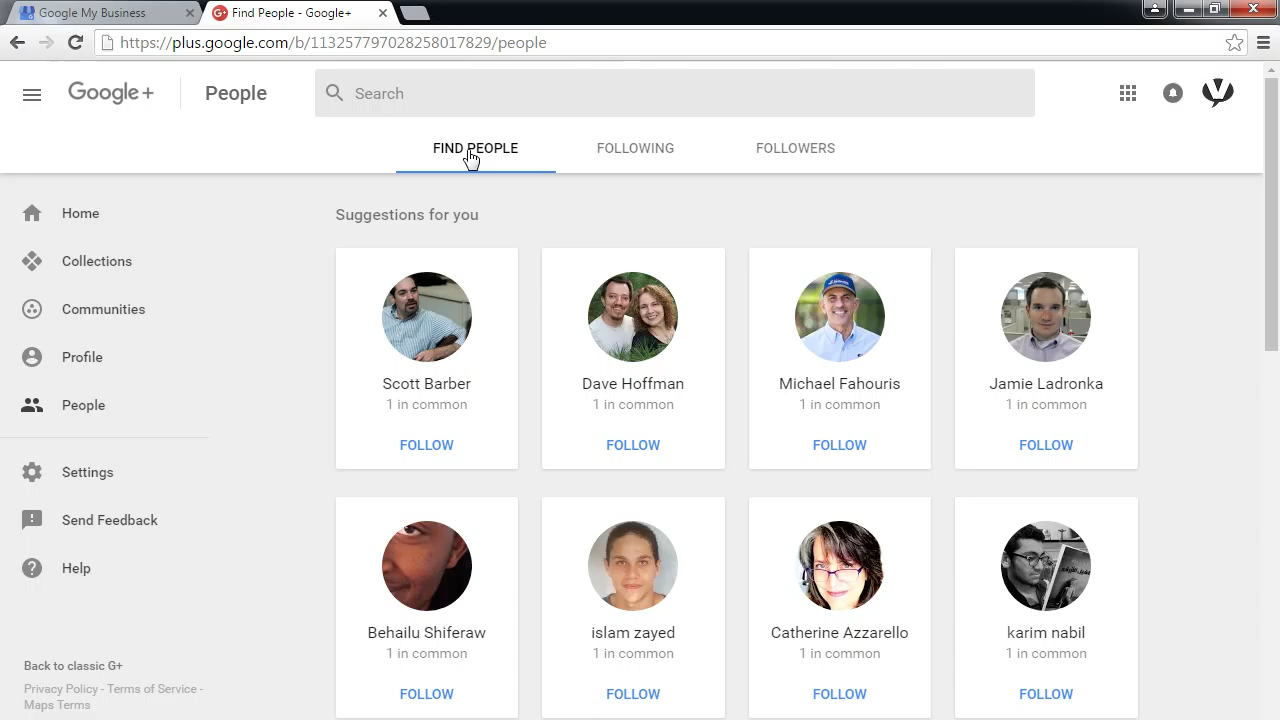 Google My Business
Find People - Google+
https://plus.google.com/b/113257797028258017829/people
Google+
People
Search
FIND PEOPLE
FOLLOWING
FOLLOWERS
Home
Collections
Communities
Profile
People
Settings
Send Feedback
Help
Back to classic G+
Privacy Policy - Terms of Service -
Maps Terms
Suggestions for you
Scott Barber
1 in common
FOLLOW
Dave Hoffman
1 in common
FOLLOW
Michael Fahouris
1 in common
FOLLOW
Jamie Ladronka
1 in common
FOLLOW
Behailu Shiferaw
1 in common
FOLLOW
islam zayed
1 in common
FOLLOW
Catherine Azzarello
1 in common
FOLLOW
karim nabil
1 in common
FOLLOW